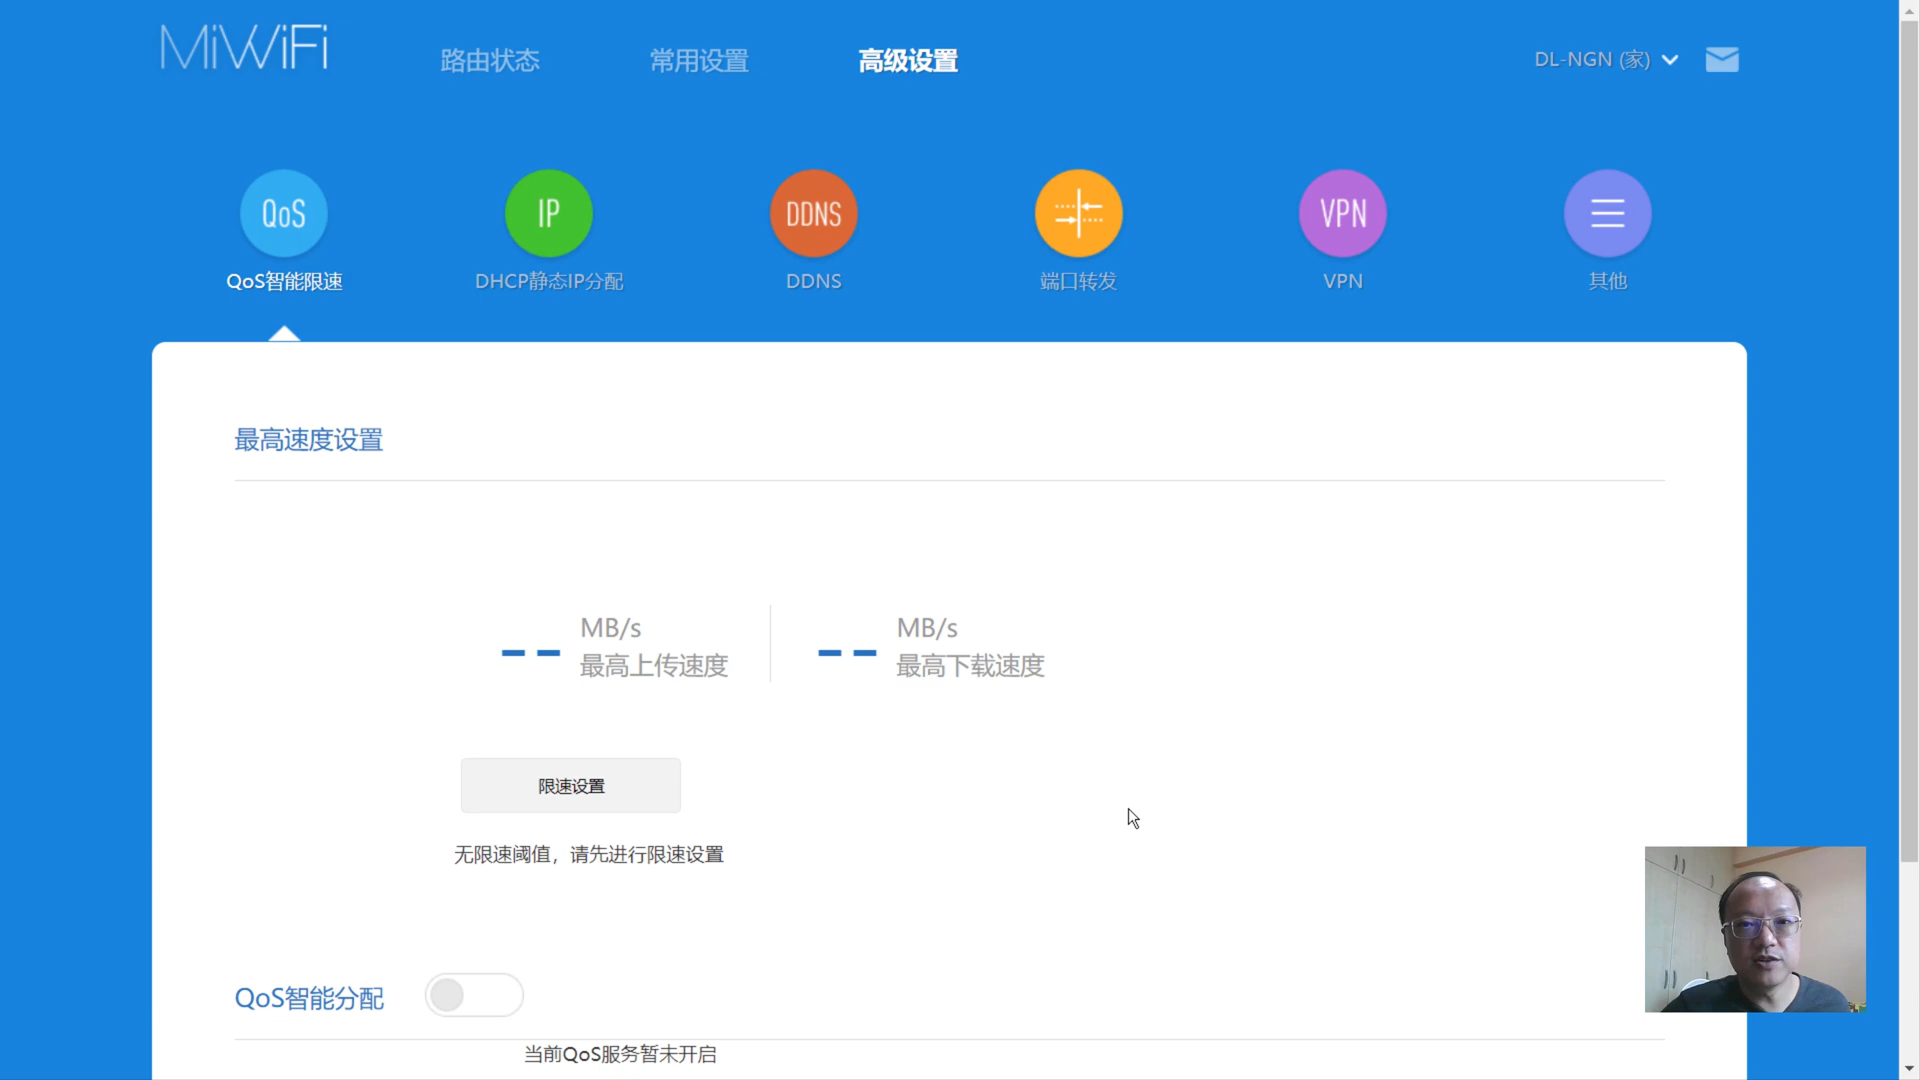 MiWiFi
路由状态
常用设置
高级设置
DL-NGN (家)
QoS
IP
DDNS
VPN
QoS智能限速
DHCP静态IP分配
DDNS
端口转发
VPN
其他
最高速度设置
-- MB/s
最高上传速度
-- MB/s
最高下载速度
限速设置
无限速阈值，请先进行限速设置
QoS智能分配
当前QoS服务暂未开启